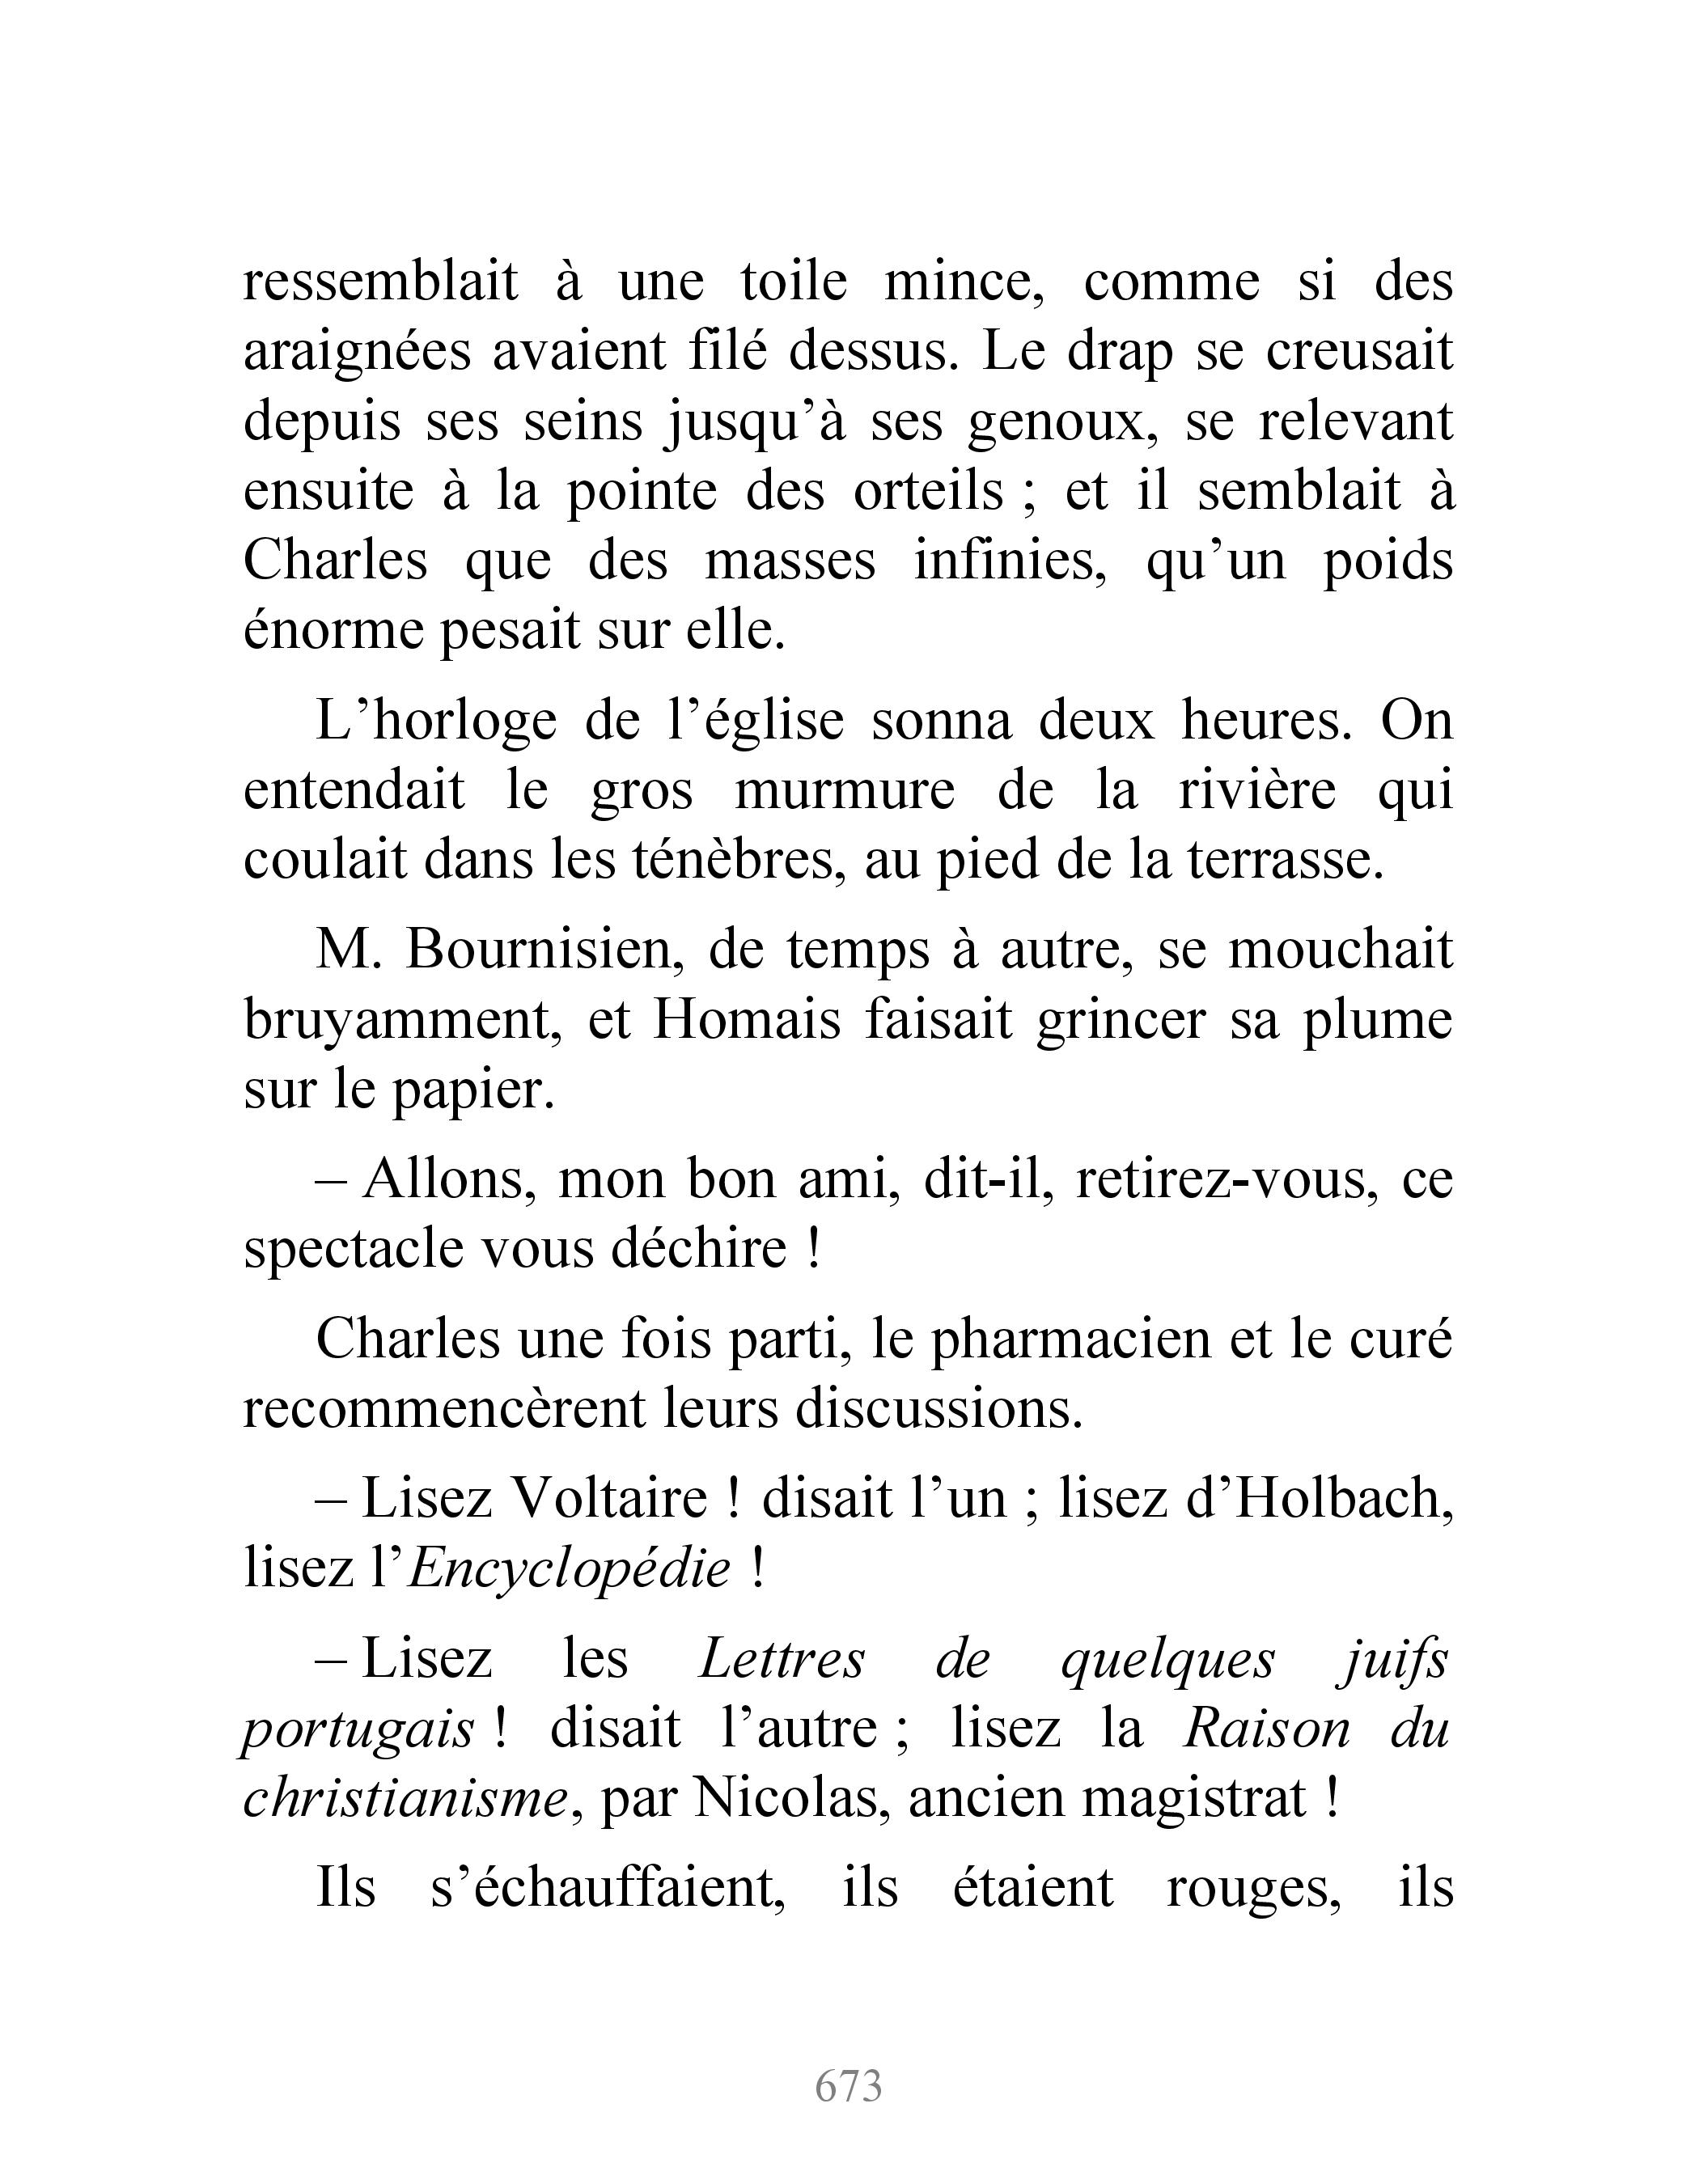 ressemblait à une toile mince, comme si des
araignées avaient filé dessus. Le drap se creusait
depuis ses seins jusqu’à ses genoux, se relevant
ensuite à la pointe des orteils ; et il semblait à
Charles que des masses infinies, qu’un poids
énorme pesait sur elle.
L’horloge de l’église sonna deux heures. On
entendait le gros murmure de la rivière qui
coulait dans les ténèbres, au pied de la terrasse.
M. Bournisien, de temps à autre, se mouchait
bruyamment, et Homais faisait grincer sa plume
sur le papier.
– Allons, mon bon ami, dit-il, retirez-vous, ce
spectacle vous déchire !
Charles une fois parti, le pharmacien et le curé
recommencèrent leurs discussions.
– Lisez Voltaire ! disait l’un ; lisez d’Holbach,
lisez l’Encyclopédie !
– Lisez les Lettres de quelques juifs
portugais ! disait l’autre ; lisez la Raison du
christianisme, par Nicolas, ancien magistrat !
Ils s’échauffaient, ils étaient rouges, ils
673